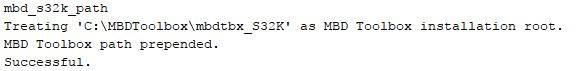 mbd_s32k_path
Treating 'C:\MBDToolbox\mbdtbx_S32K' as MBD Toolbox installation root.
MBD Toolbox path prepended.
Successful.